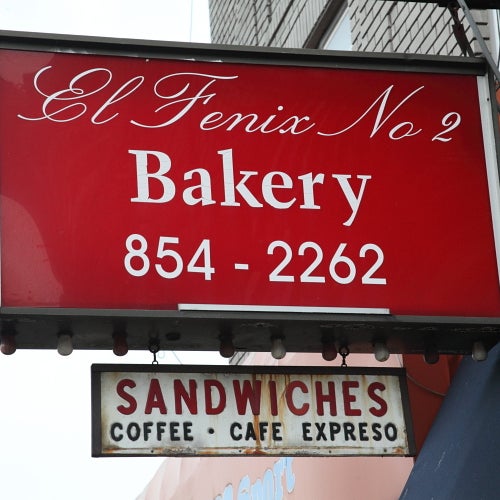 El Fenix No 2
Bakery
854 - 2262
SANDWICHES
COFFEE · CAFE EXPRESO